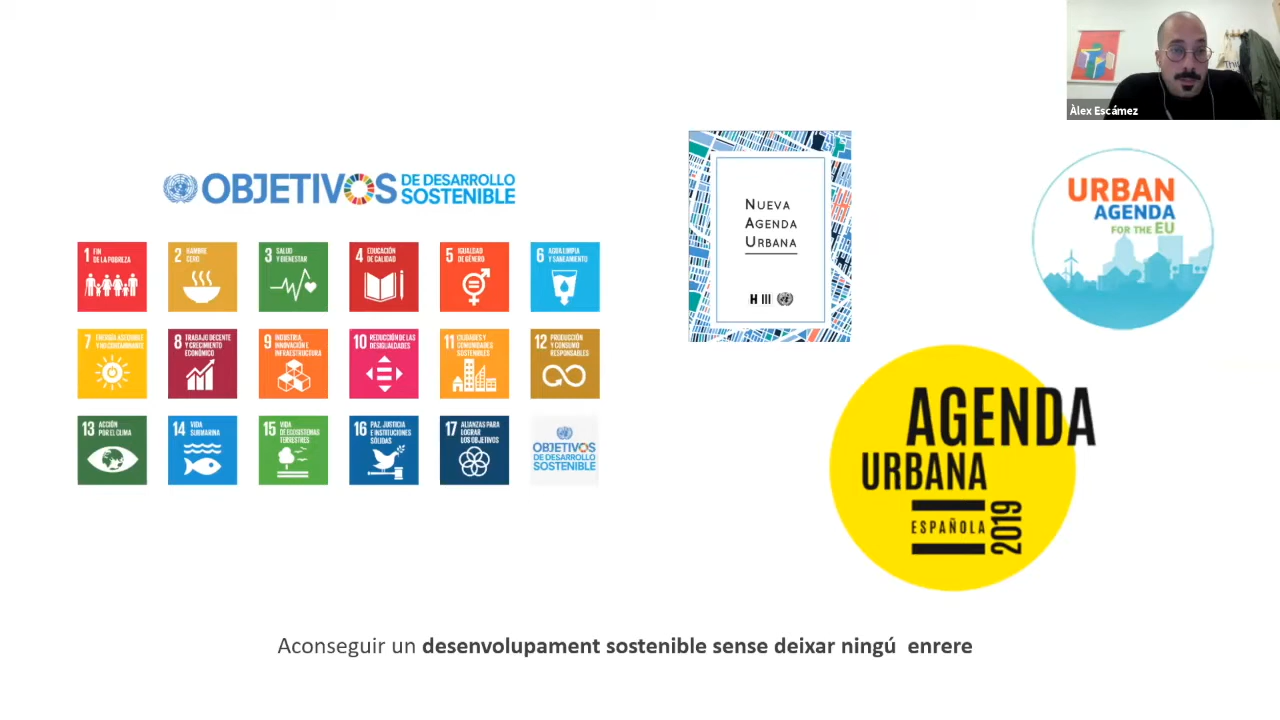 Àlex Escámez
OBJETIVOS DE DESARROLLO
SOSTENIBLE
1 FIN
DE LA POBREZA
2 HAMBRE
CERO
3 SALUD
Y BIENESTAR
4 EDUCACIÓN
DE CALIDAD
5 IGUALDAD
DE GÉNERO
6 AGUA LIMPIA
Y SANEAMIENTO
7 ENERGÍA ASEQUIBLE
Y NO CONTAMINANTE
8 TRABAJO DECENTE
Y CRECIMIENTO
ECONÓMICO
9 INDUSTRIA,
INNOVACIÓN E
INFRAESTRUCTURA
10 REDUCCIÓN DE LAS
DESIGUALDADES
11 CIUDADES Y
COMUNIDADES
SOSTENIBLES
12 PRODUCCIÓN
Y CONSUMO
RESPONSABLES
13 ACCIÓN
POR EL CLIMA
14 VIDA
SUBMARINA
15 VIDA
DE ECOSISTEMAS
TERRESTRES
16 PAZ, JUSTICIA
E INSTITUCIONES
SÓLIDAS
17 ALIANZAS PARA
LOGRAR
LOS OBJETIVOS
OBJETIVOS
DE DESARROLLO
SOSTENIBLE
NUEVA
AGENDA
URBANA
H III
URBAN
AGENDA
FOR THE EU
AGENDA
URBANA
ESPAÑOLA
2019
Aconseguir un desenvolupament sostenible sense deixar ningú enrere